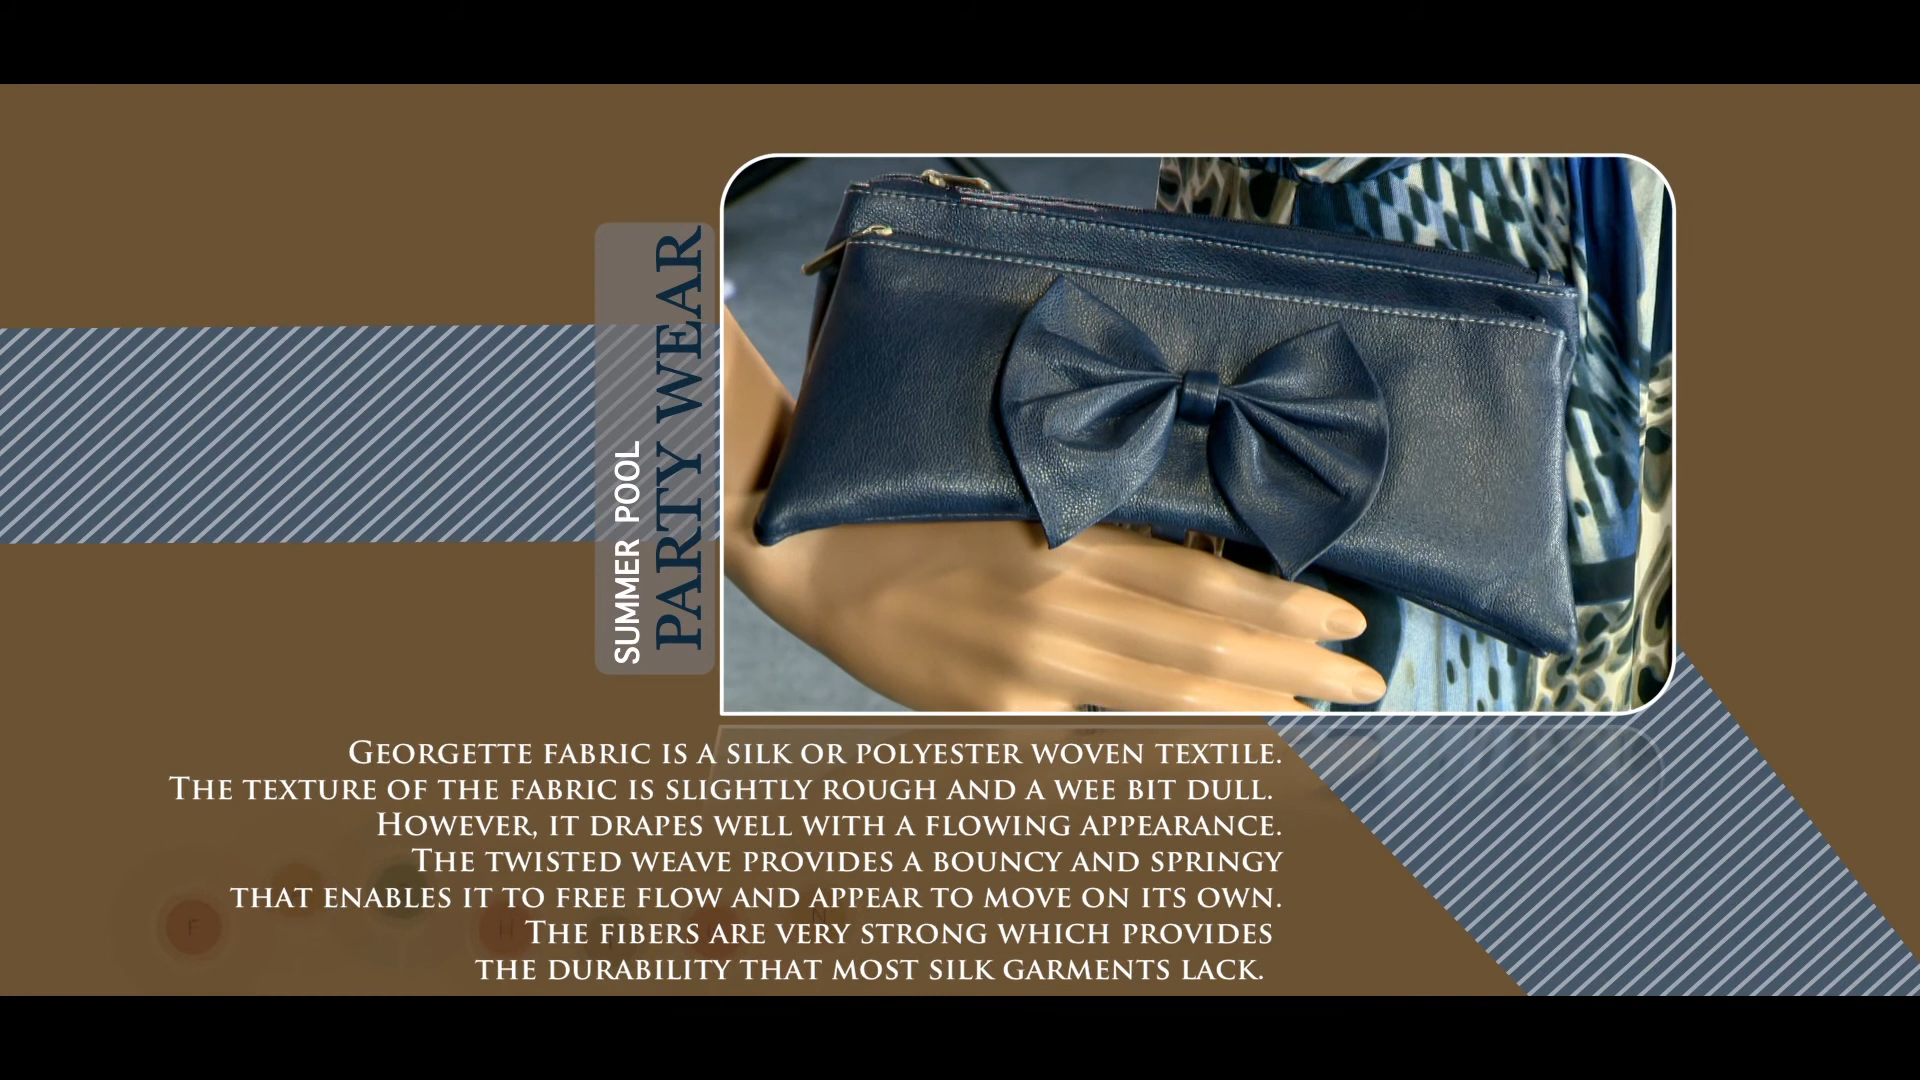 SUMMER POOL
PARTY WEAR
GEORGETTE FABRIC IS A SILK OR POLYESTER WOVEN TEXTILE.
THE TEXTURE OF THE FABRIC IS SLIGHTLY ROUGH AND A WEE BIT DULL.
HOWEVER, IT DRAPES WELL WITH A FLOWING APPEARANCE.
THE TWISTED WEAVE PROVIDES A BOUNCY AND SPRINGY
THAT ENABLES IT TO FREE FLOW AND APPEAR TO MOVE ON ITS OWN.
THE FIBERS ARE VERY STRONG WHICH PROVIDES
THE DURABILITY THAT MOST SILK GARMENTS LACK.